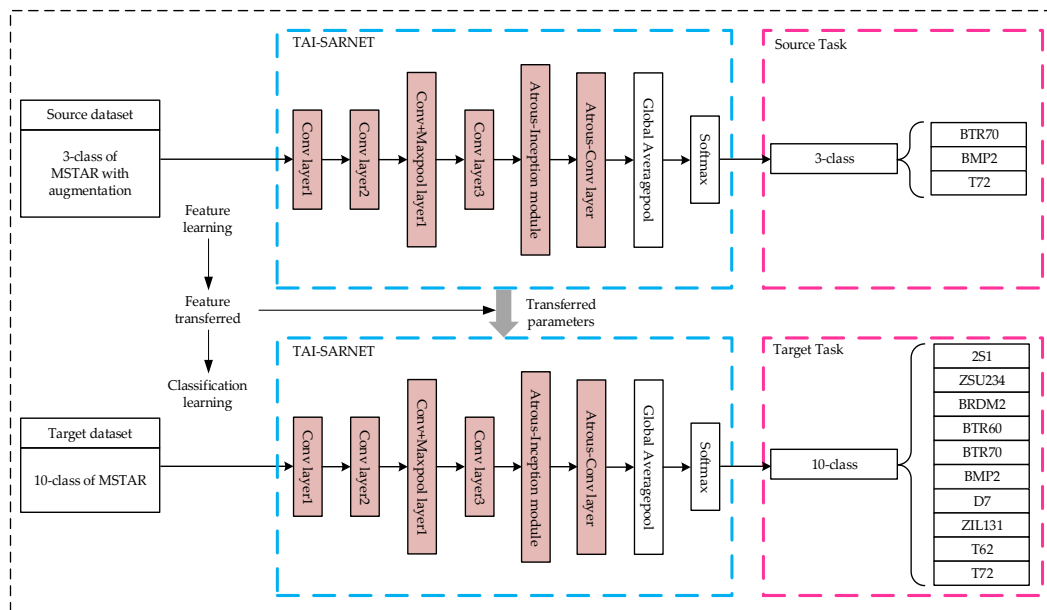 TAI-SARNET
Source Task
Source dataset
3-class of
MSTAR with
augmentation
Conv layer1
Conv layer2
Conv+Maxpool layer1
Conv layer3
Atrous-Inception module
Atrous-Conv layer
Global Averagepool
Softmax
3-class
BTR70
BMP2
T72
Feature
learning
Feature
transferred
Classification
learning
Transferred
parameters
TAI-SARNET
Target Task
Target dataset
10-class of MSTAR
Conv layer1
Conv layer2
Conv+Maxpool layer1
Conv layer3
Atrous-Inception module
Atrous-Conv layer
Global Averagepool
Softmax
10-class
2S1
ZSU234
BRDM2
BTR60
BTR70
BMP2
D7
ZIL131
T62
T72